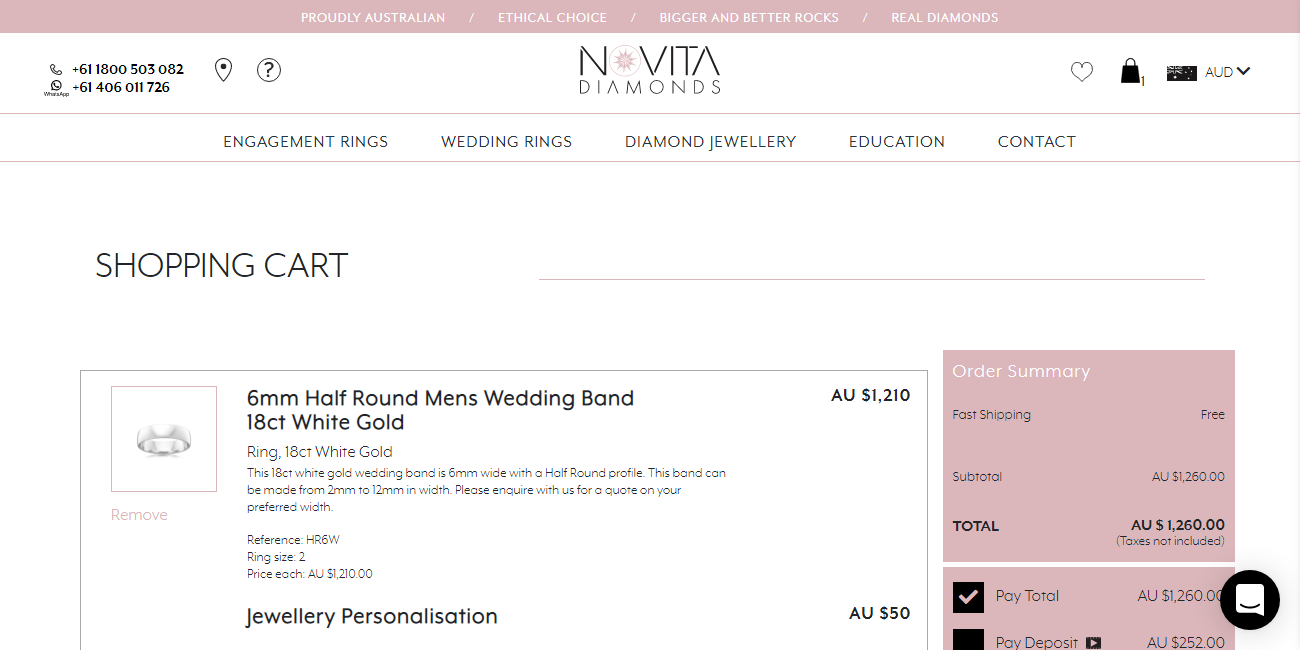 PROUDLY AUSTRALIAN / ETHICAL CHOICE / BIGGER AND BETTER ROCKS / REAL DIAMONDS
+61 1800 503 082
WhatsApp +61 406 011 726
?
NOVITA
DIAMONDS
1
AUD
ENGAGEMENT RINGS WEDDING RINGS DIAMOND JEWELLERY EDUCATION CONTACT
SHOPPING CART
6mm Half Round Mens Wedding Band
18ct White Gold
AU $1,210
Ring, 18ct White Gold
This 18ct white gold wedding band is 6mm wide with a Half Round profile. This band can
be made from 2mm to 12mm in width. Please enquire with us for a quote on your
preferred width.
Remove
Reference: HR6W
Ring size: 2
Price each: AU $1,210.00
Jewellery Personalisation AU $50
Order Summary
Fast Shipping Free
Subtotal AU $1,260.00
TOTAL AU $ 1,260.00
(Taxes not included)
Pay Total AU $1,260.00
Pay Deposit AU $252.00